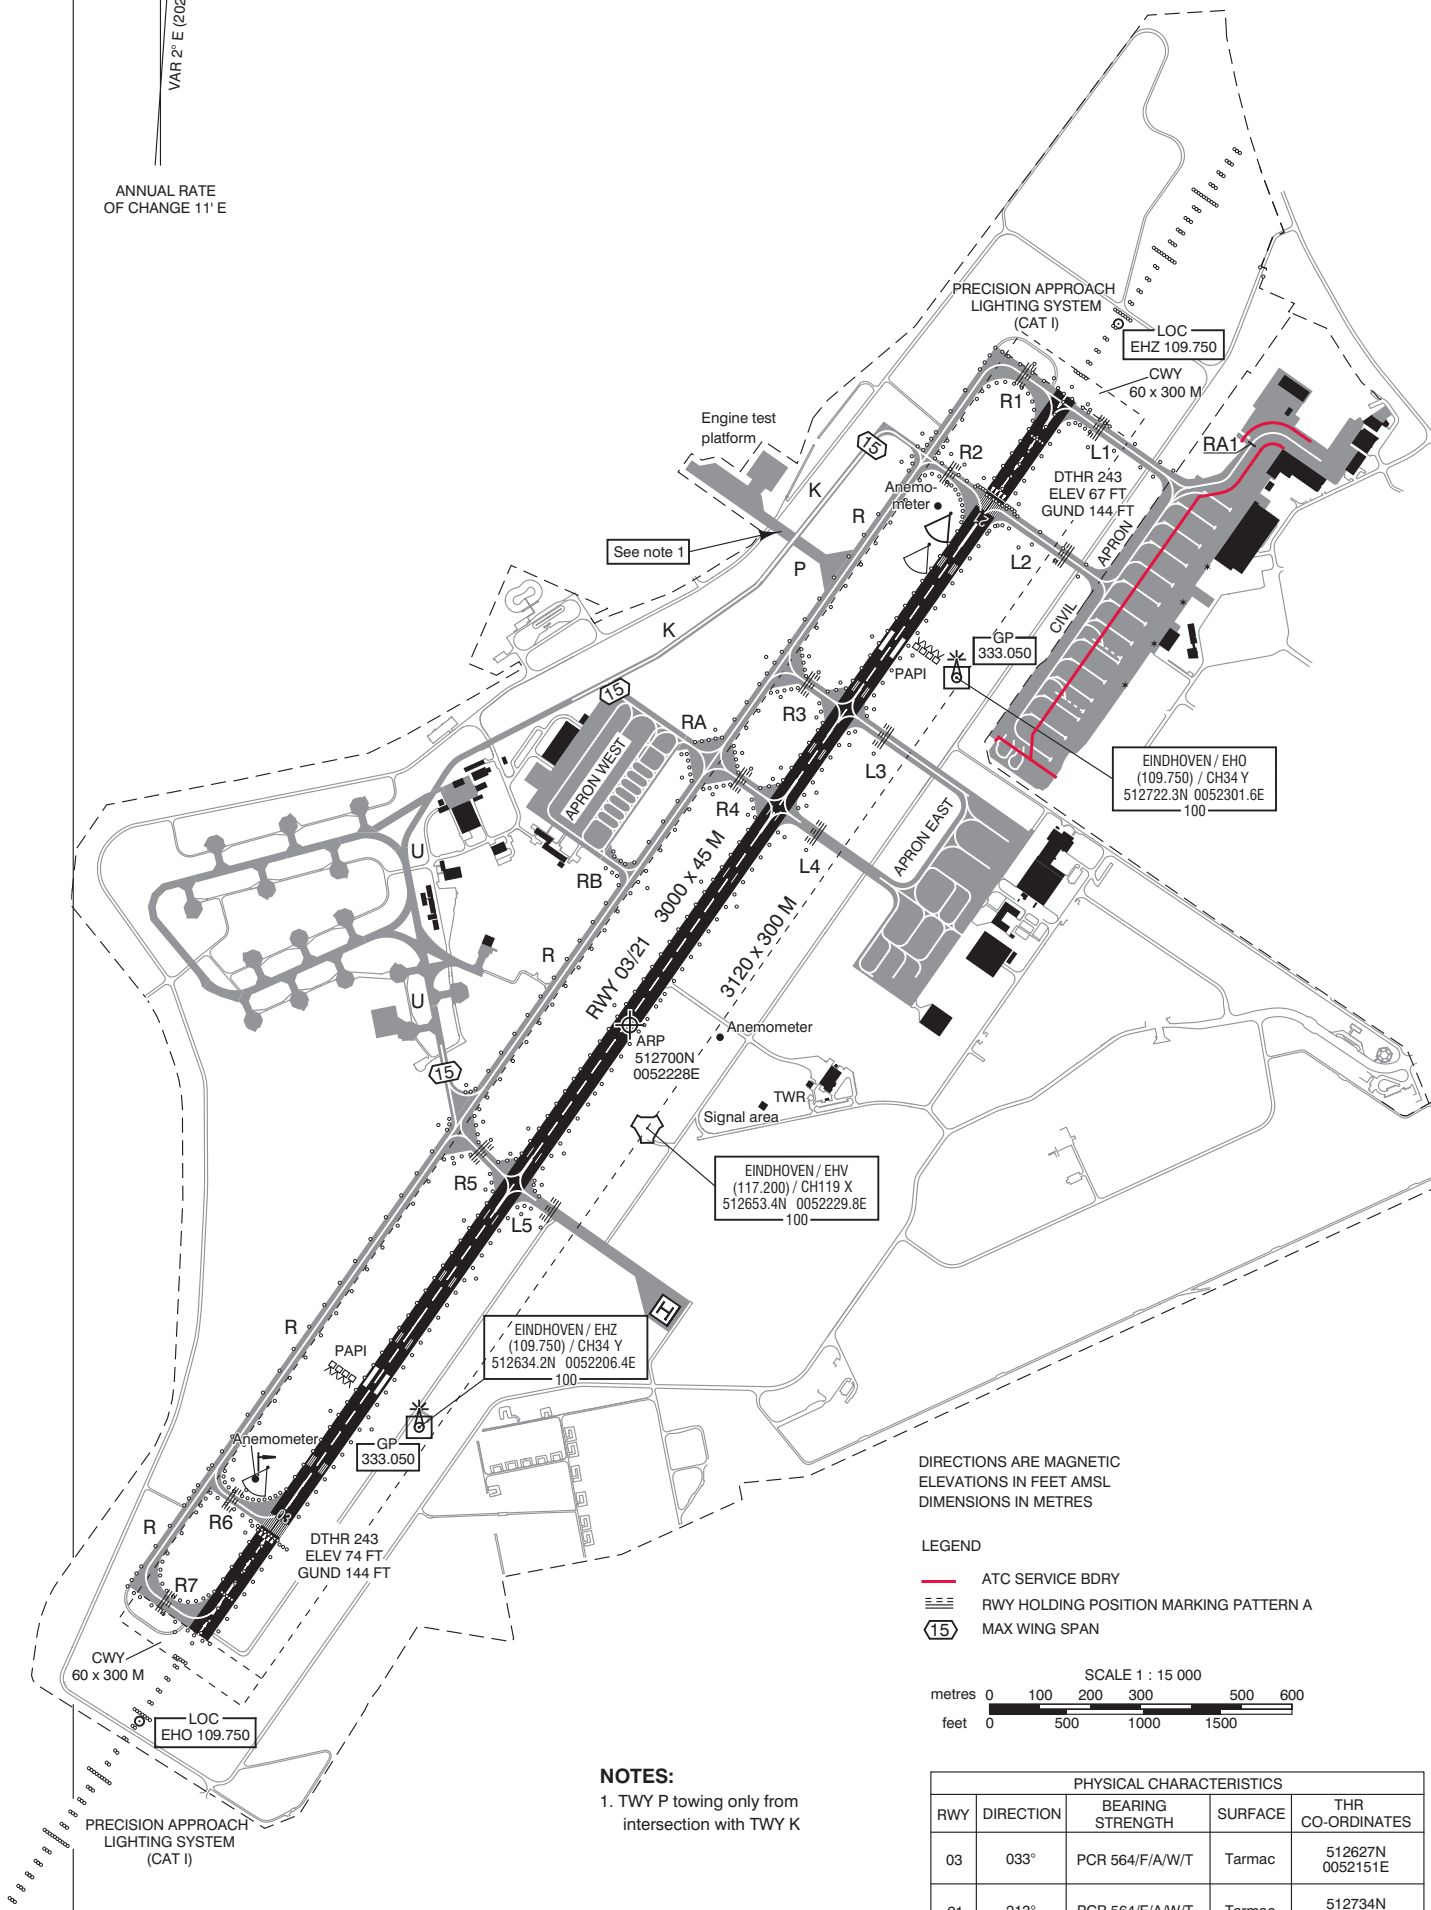 VAR 2° E (202
ANNUAL RATE
OF CHANGE 11' E
PRECISION APPROACH
LIGHTING SYSTEM
(CAT I)
LOC
EHZ 109.750
CWY
60 x 300 M
R1
L1
RA1
Engine test
platform
15
R2
K
R
Anemo-
meter
DTHR 243
ELEV 67 FT
GUND 144 FT
21
APRON
See note 1
P
L2
CIVIL
K
GP
333.050
PAPI
15
RA
R3
L3
EINDHOVEN / EHO
(109.750) / CH34 Y
512722.3N 0052301.6E
100
APRON WEST
R4
U
L4
APRON EAST
RB
3000 x 45 M
R
RWY 03/21
3120 x 300 M
U
ARP
512700N
0052228E
Anemometer
15
TWR
Signal area
R5
EINDHOVEN / EHV
(117.200) / CH119 X
512653.4N 0052229.8E
100
L5
H
R
EINDHOVEN / EHZ
(109.750) / CH34 Y
512634.2N 0052206.4E
100
PAPI
Anemometer
GP
333.050
R
R6
03
DTHR 243
ELEV 74 FT
GUND 144 FT
R7
CWY
60 x 300 M
LOC
EHO 109.750
PRECISION APPROACH
LIGHTING SYSTEM
(CAT I)
DIRECTIONS ARE MAGNETIC
ELEVATIONS IN FEET AMSL
DIMENSIONS IN METRES
LEGEND
ATC SERVICE BDRY
RWY HOLDING POSITION MARKING PATTERN A
15 MAX WING SPAN
SCALE 1 : 15 000
metres 0 100 200 300 500 600
feet 0 500 1000 1500
NOTES:
1. TWY P towing only from
intersection with TWY K
PHYSICAL CHARACTERISTICS
RWY DIRECTION BEARING STRENGTH SURFACE THR CO-ORDINATES
03 033° PCR 564/F/A/W/T Tarmac 512627N 0052151E
21 213° PCR 564/F/A/W/T Tarmac 512734N